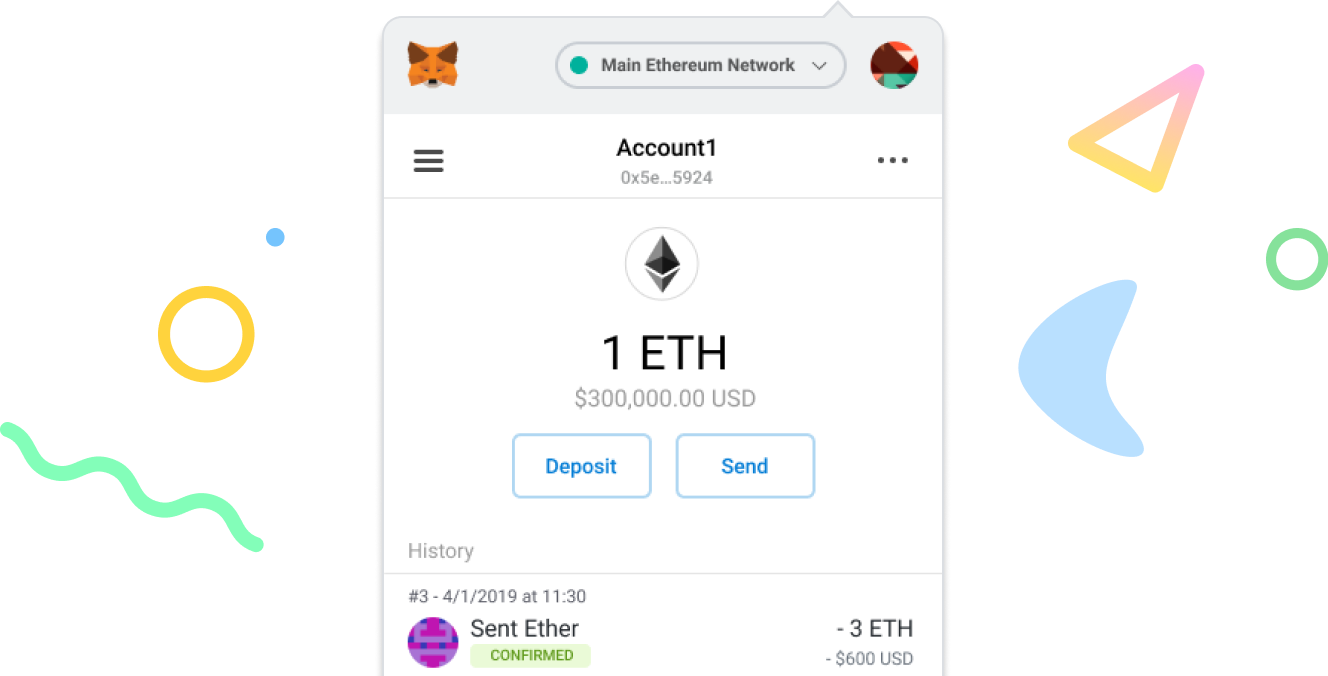 Main Ethereum Network
Account1
0x5e...5924
1 ETH
$300,000.00 USD
Deposit
Send
History
#3 - 4/1/2019 at 11:30
Sent Ether
- 3 ETH
CONFIRMED
- $600 USD